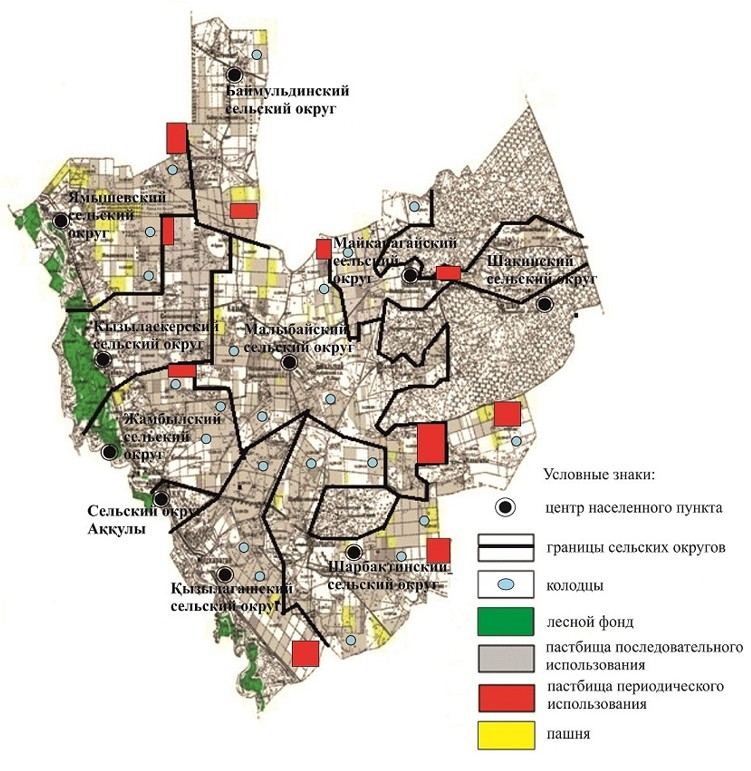 Баймульдинский
сельский округ
Ямышевский
сельский
округ
Майкарагайский
сельский
округ
Шакинский
сельский округ
Кызыласкерский
сельский округ
Малыбайский
сельский округ
Жамбылский
сельский
округ
Сельский округ
Аққулы
Шарбактинский
сельский округ
Қызылагашский
сельский округ
Условные знаки:
центр населенного пункта
границы сельских округов
колодцы
лесной фонд
пастбища последовательного
использования
пастбища периодического
использования
пашня